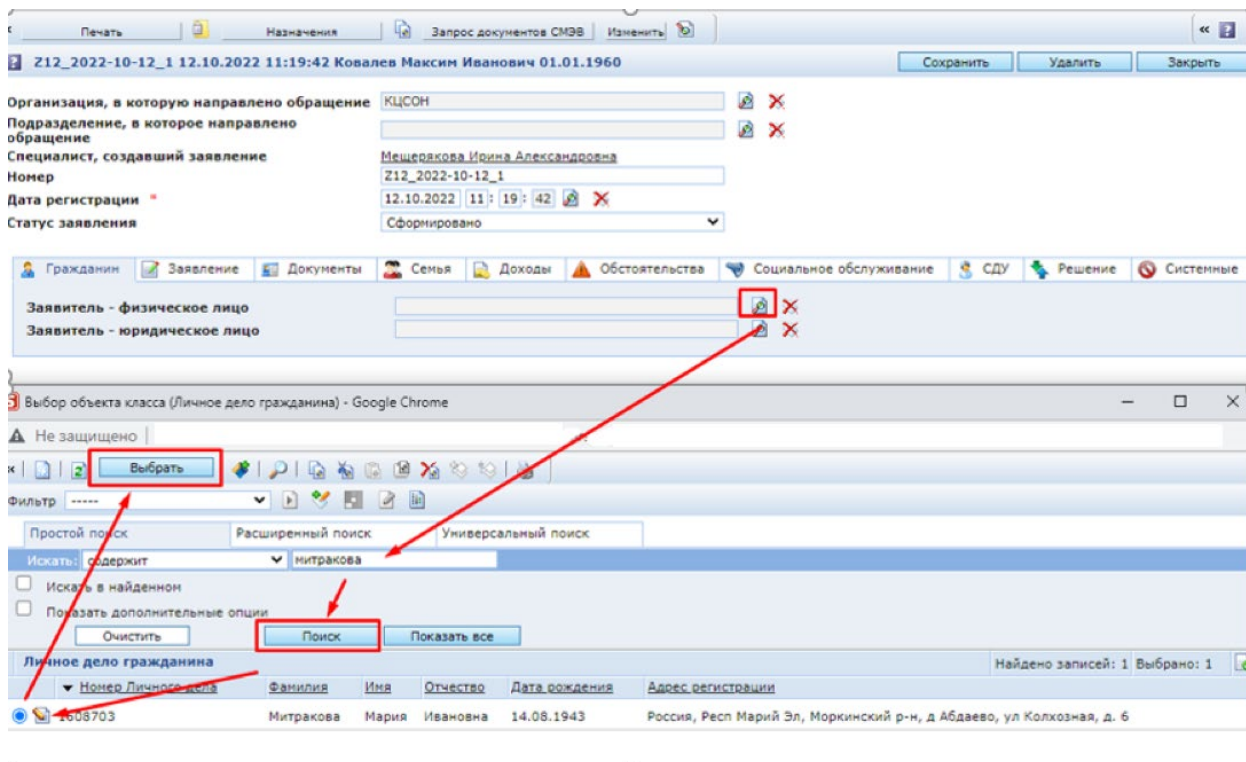 Печать Назначения Запрос документов СМЭВ Изменить «
Z12_2022-10-12_1 12.10.2022 11:19:42 Ковалев Максим Иванович 01.01.1960 Сохранить Удалить Закрыть
Организация, в которую направлено обращение КЦСОН
Подразделение, в которое направлено
обращение
Специалист, создавший заявление Мещерякова Ирина Александровна
Номер Z12_2022-10-12_1
Дата регистрации * 12.10.2022 11 : 19 : 42
Статус заявления Сформировано
Гражданин Заявление Документы Семья Доходы Обстоятельства Социальное обслуживание СДУ Решение Системные
Заявитель - физическое лицо
Заявитель - юридическое лицо
Выбор объекта класса (Личное дело гражданина) - Google Chrome
Не защищено
« Выбрать
Фильтр -----
Простой поиск Расширенный поиск Универсальный поиск
Искать: содержит митракова
Искать в найденном
Показать дополнительные опции
Очистить Поиск Показать все
Личное дело гражданина Найдено записей: 1 Выбрано: 1
Номер Личного дела Фамилия Имя Отчество Дата рождения Адрес регистрации
1608703 Митракова Мария Ивановна 14.08.1943 Россия, Респ Марий Эл, Моркинский р-н, д Абдаево, ул Колхозная, д. 6